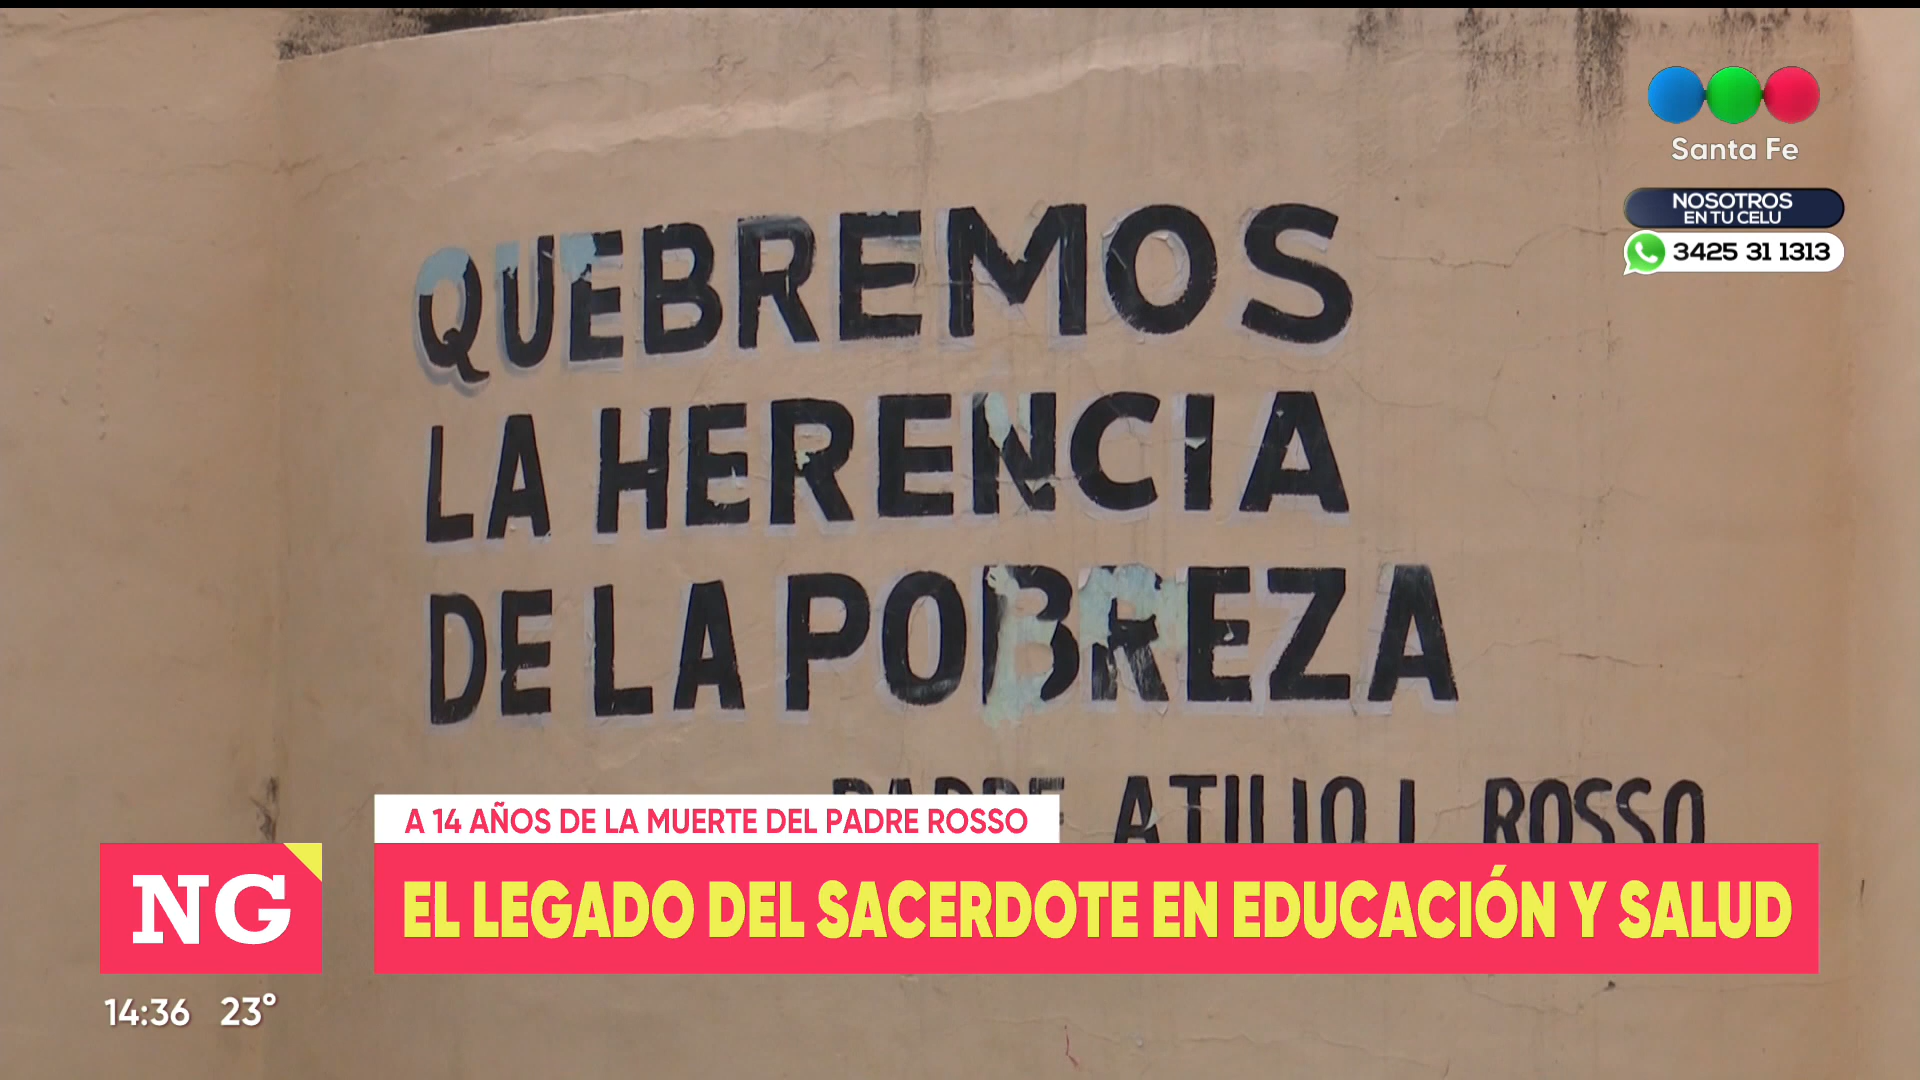 Santa Fe
NOSOTROS
EN TU CELU
3425 31 1313
QUEBREMOS
LA HERENCIA
DE LA POBREZA
PADRE ATILIO L. ROSSO
A 14 AÑOS DE LA MUERTE DEL PADRE ROSSO
NG
EL LEGADO DEL SACERDOTE EN EDUCACIÓN Y SALUD
14:36 23°